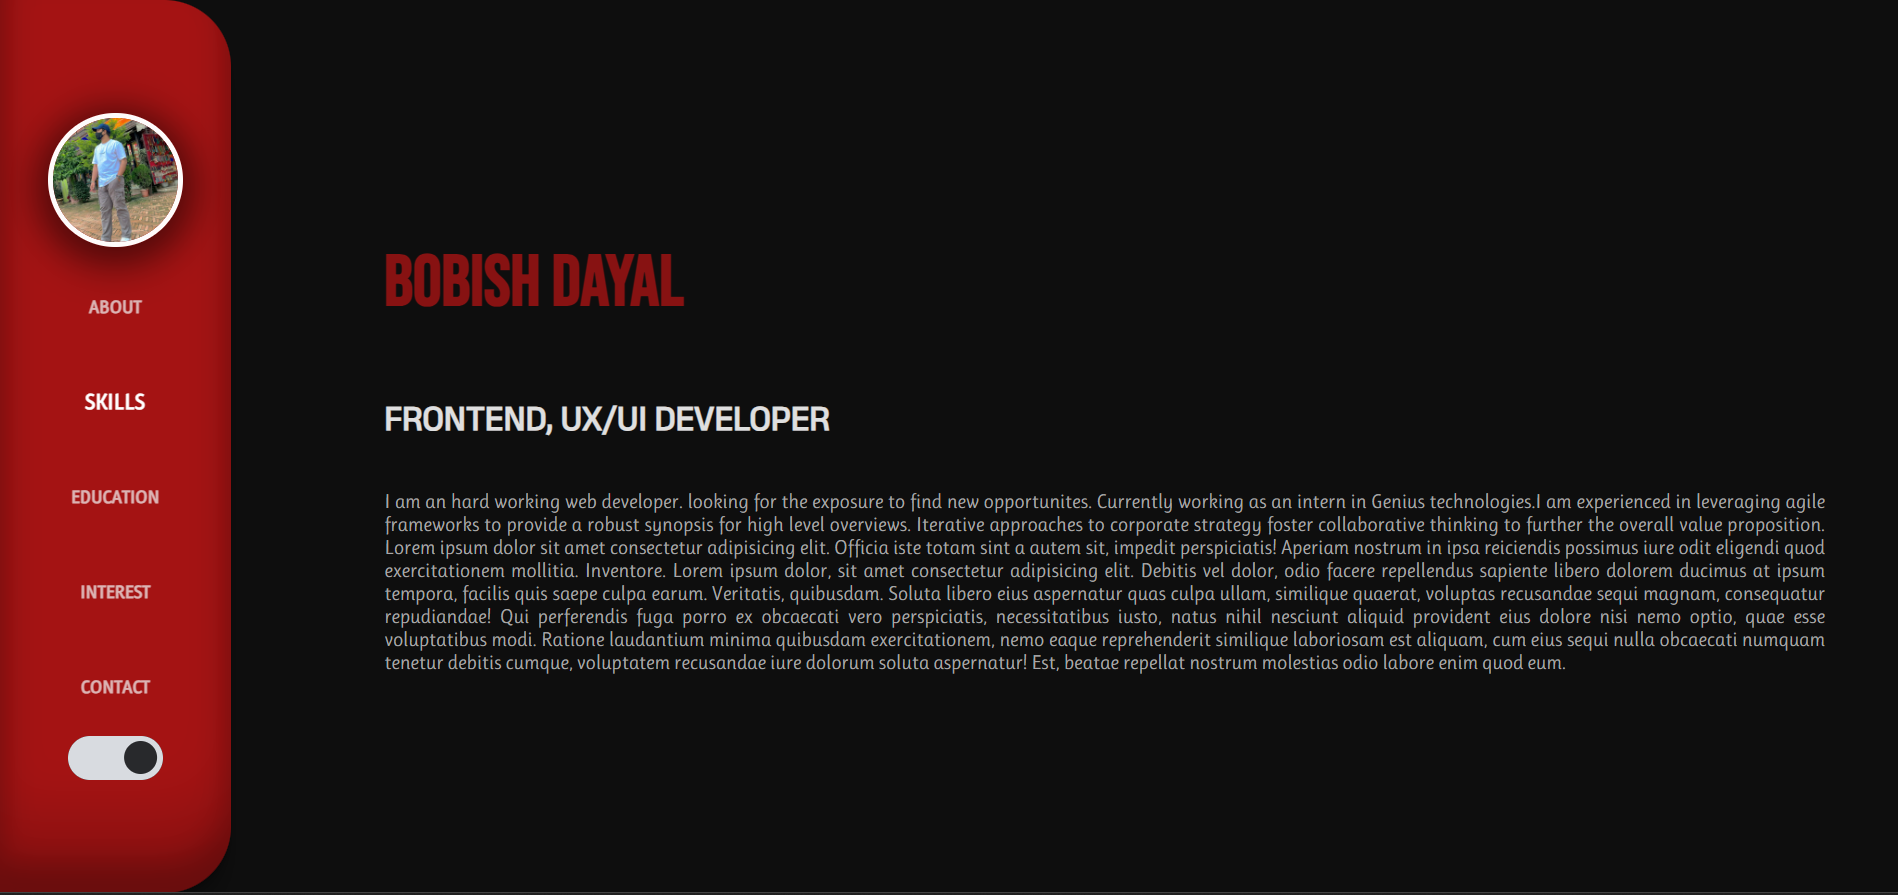 ABOUT
SKILLS
EDUCATION
INTEREST
CONTACT
BOBISH DAYAL
FRONTEND, UX/UI DEVELOPER
I am an hard working web developer. looking for the exposure to find new opportunites. Currently working as an intern in Genius technologies.I am experienced in leveraging agile
frameworks to provide a robust synopsis for high level overviews. Iterative approaches to corporate strategy foster collaborative thinking to further the overall value proposition.
Lorem ipsum dolor sit amet consectetur adipisicing elit. Officia iste totam sint a autem sit, impedit perspiciatis! Aperiam nostrum in ipsa reiciendis possimus iure odit eligendi quod
exercitationem mollitia. Inventore. Lorem ipsum dolor, sit amet consectetur adipisicing elit. Debitis vel dolor, odio facere repellendus sapiente libero dolorem ducimus at ipsum
tempora, facilis quis saepe culpa earum. Veritatis, quibusdam. Soluta libero eius aspernatur quas culpa ullam, similique quaerat, voluptas recusandae sequi magnam, consequatur
repudiandae! Qui perferendis fuga porro ex obcaecati vero perspiciatis, necessitatibus iusto, natus nihil nesciunt aliquid provident eius dolore nisi nemo optio, quae esse
voluptatibus modi. Ratione laudantium minima quibusdam exercitationem, nemo eaque reprehenderit similique laboriosam est aliquam, cum eius sequi nulla obcaecati numquam
tenetur debitis cumque, voluptatem recusandae iure dolorum soluta aspernatur! Est, beatae repellat nostrum molestias odio labore enim quod eum.